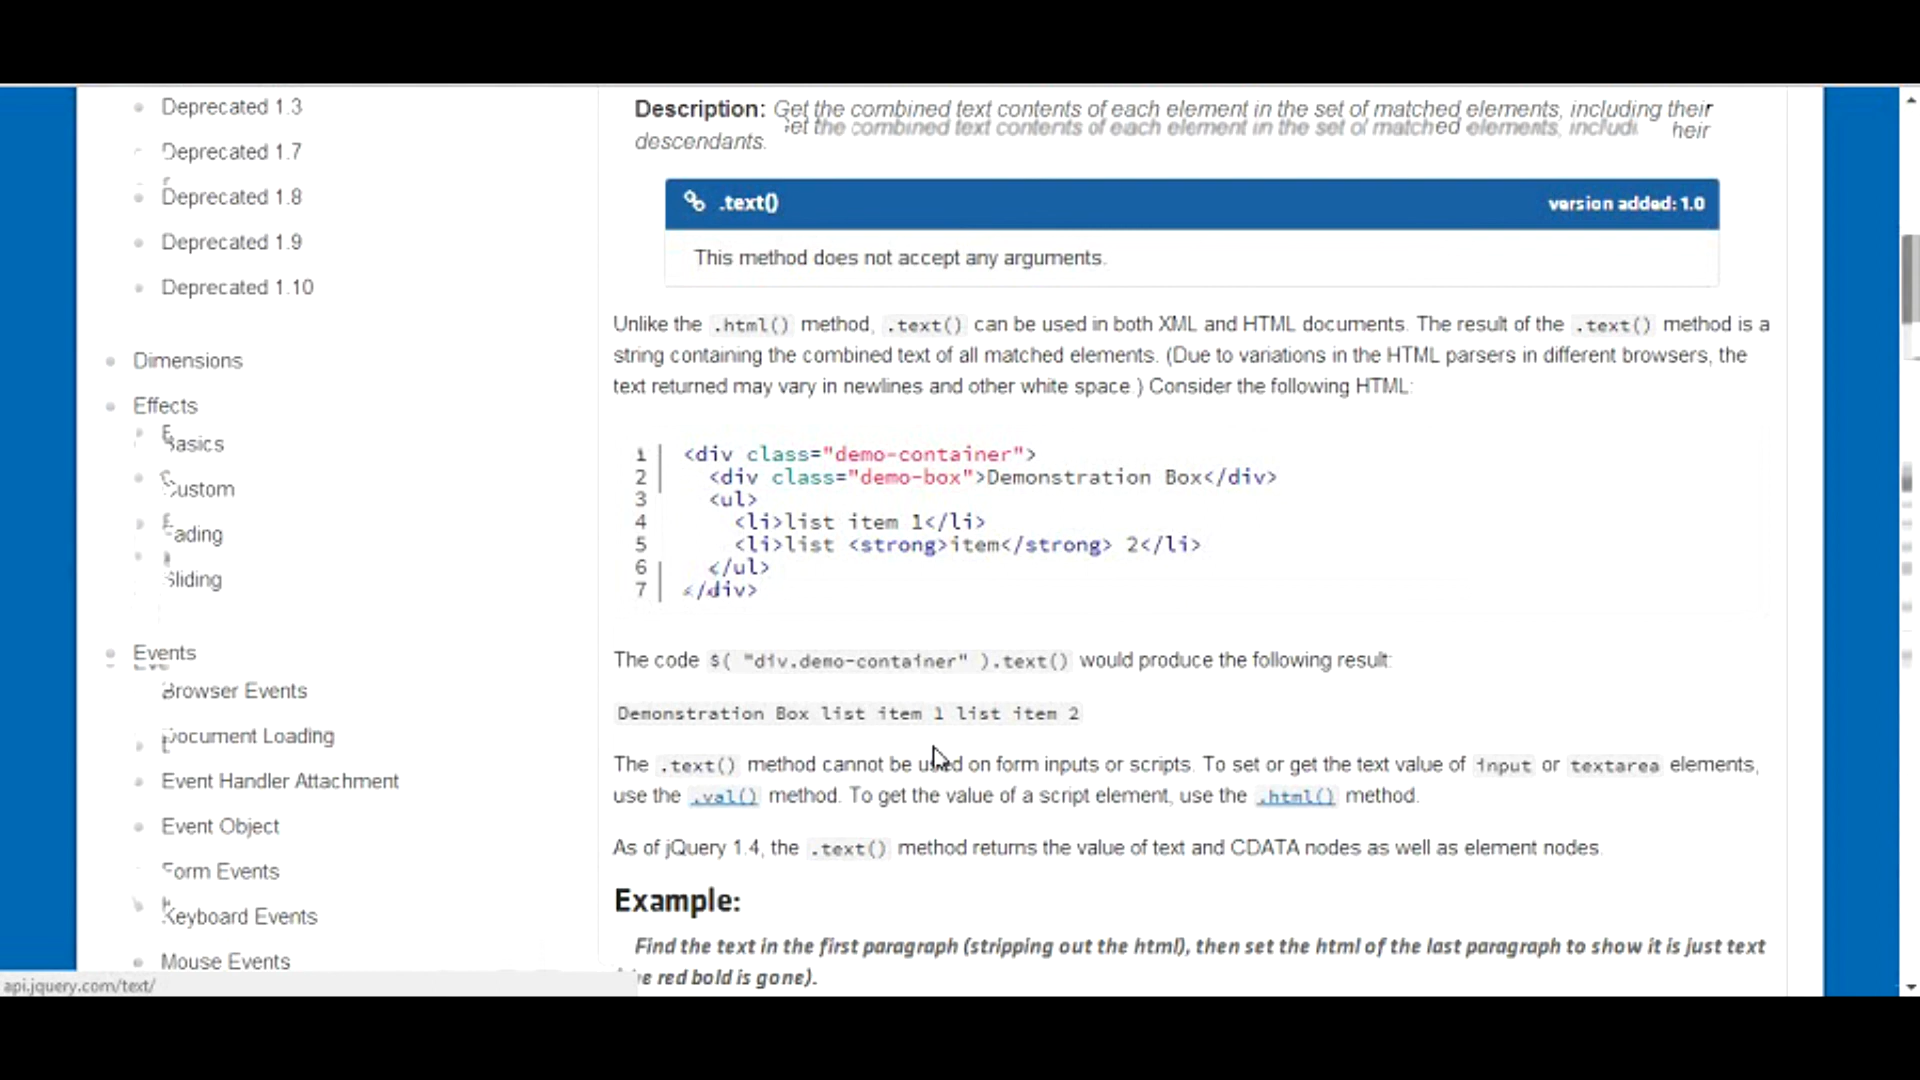 Deprecated 1.3
Deprecated 1.7
Deprecated 1.8
Deprecated 1.9
Deprecated 1.10
Dimensions
Effects
Basics
Custom
Fading
Sliding
Events
Browser Events
Document Loading
Event Handler Attachment
Event Object
Form Events
Keyboard Events
Mouse Events
api.jquery.com/text/
Description: Get the combined text contents of each element in the set of matched elements, including their
descendants.
.text()
version added: 1.0
This method does not accept any arguments.
Unlike the .html() method, .text() can be used in both XML and HTML documents. The result of the .text() method is a
string containing the combined text of all matched elements. (Due to variations in the HTML parsers in different browsers, the
text returned may vary in newlines and other white space.) Consider the following HTML:
1 <div class="demo-container">
2 <div class="demo-box">Demonstration Box</div>
3 <ul>
4 <li>list item 1</li>
5 <li>list <strong>item</strong> 2</li>
6 </ul>
7 </div>
The code $( "div.demo-container" ).text() would produce the following result:
Demonstration Box list item 1 list item 2
The .text() method cannot be used on form inputs or scripts. To set or get the text value of input or textarea elements,
use the .val() method. To get the value of a script element, use the .html() method.
As of jQuery 1.4, the .text() method returns the value of text and CDATA nodes as well as element nodes.
Example:
Find the text in the first paragraph (stripping out the html), then set the html of the last paragraph to show it is just text
red bold is gone).